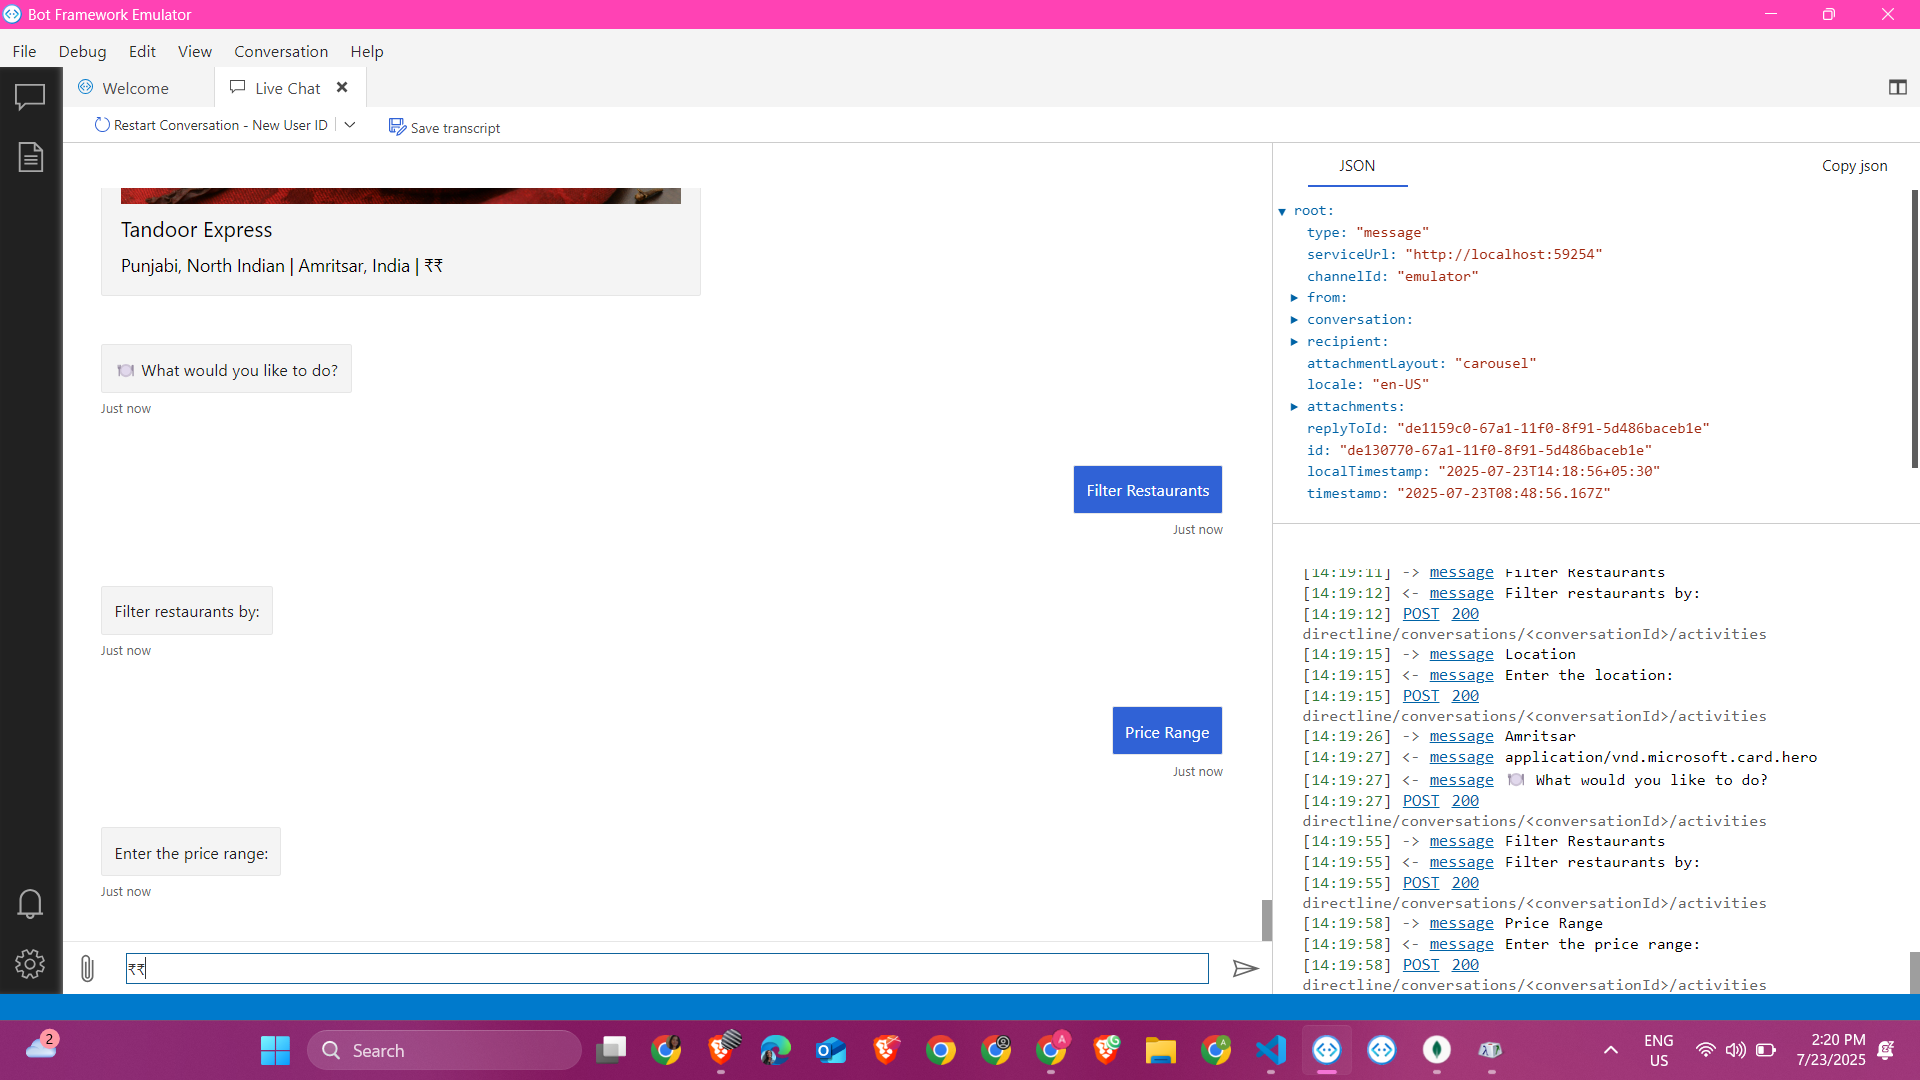 Bot Framework Emulator
File Debug Edit View Conversation Help
Welcome
Live Chat
Restart Conversation - New User ID
Save transcript
Tandoor Express
Punjabi, North Indian | Amritsar, India | ₹₹
🍽️ What would you like to do?
Just now
Filter Restaurants
Just now
Filter restaurants by:
Just now
Price Range
Just now
Enter the price range:
Just now
₹₹
JSON
Copy json
root:
type: "message"
serviceUrl: "http://localhost:59254"
channelId: "emulator"
from:
conversation:
recipient:
attachmentLayout: "carousel"
locale: "en-US"
attachments:
replyToId: "de1159c0-67a1-11f0-8f91-5d486baceb1e"
id: "de130770-67a1-11f0-8f91-5d486baceb1e"
localTimestamp: "2025-07-23T14:18:56+05:30"
timestamp: "2025-07-23T08:48:56.167Z"
[14:19:11] -> message Filter Restaurants
[14:19:12] <- message Filter restaurants by:
[14:19:12] POST 200
directline/conversations/<conversationId>/activities
[14:19:15] -> message Location
[14:19:15] <- message Enter the location:
[14:19:15] POST 200
directline/conversations/<conversationId>/activities
[14:19:26] -> message Amritsar
[14:19:27] <- message application/vnd.microsoft.card.hero
[14:19:27] <- message 🍽️ What would you like to do?
[14:19:27] POST 200
directline/conversations/<conversationId>/activities
[14:19:55] -> message Filter Restaurants
[14:19:55] <- message Filter restaurants by:
[14:19:55] POST 200
directline/conversations/<conversationId>/activities
[14:19:58] -> message Price Range
[14:19:58] <- message Enter the price range:
[14:19:58] POST 200
directline/conversations/<conversationId>/activities
2
Search
ENG
US
2:20 PM
7/23/2025